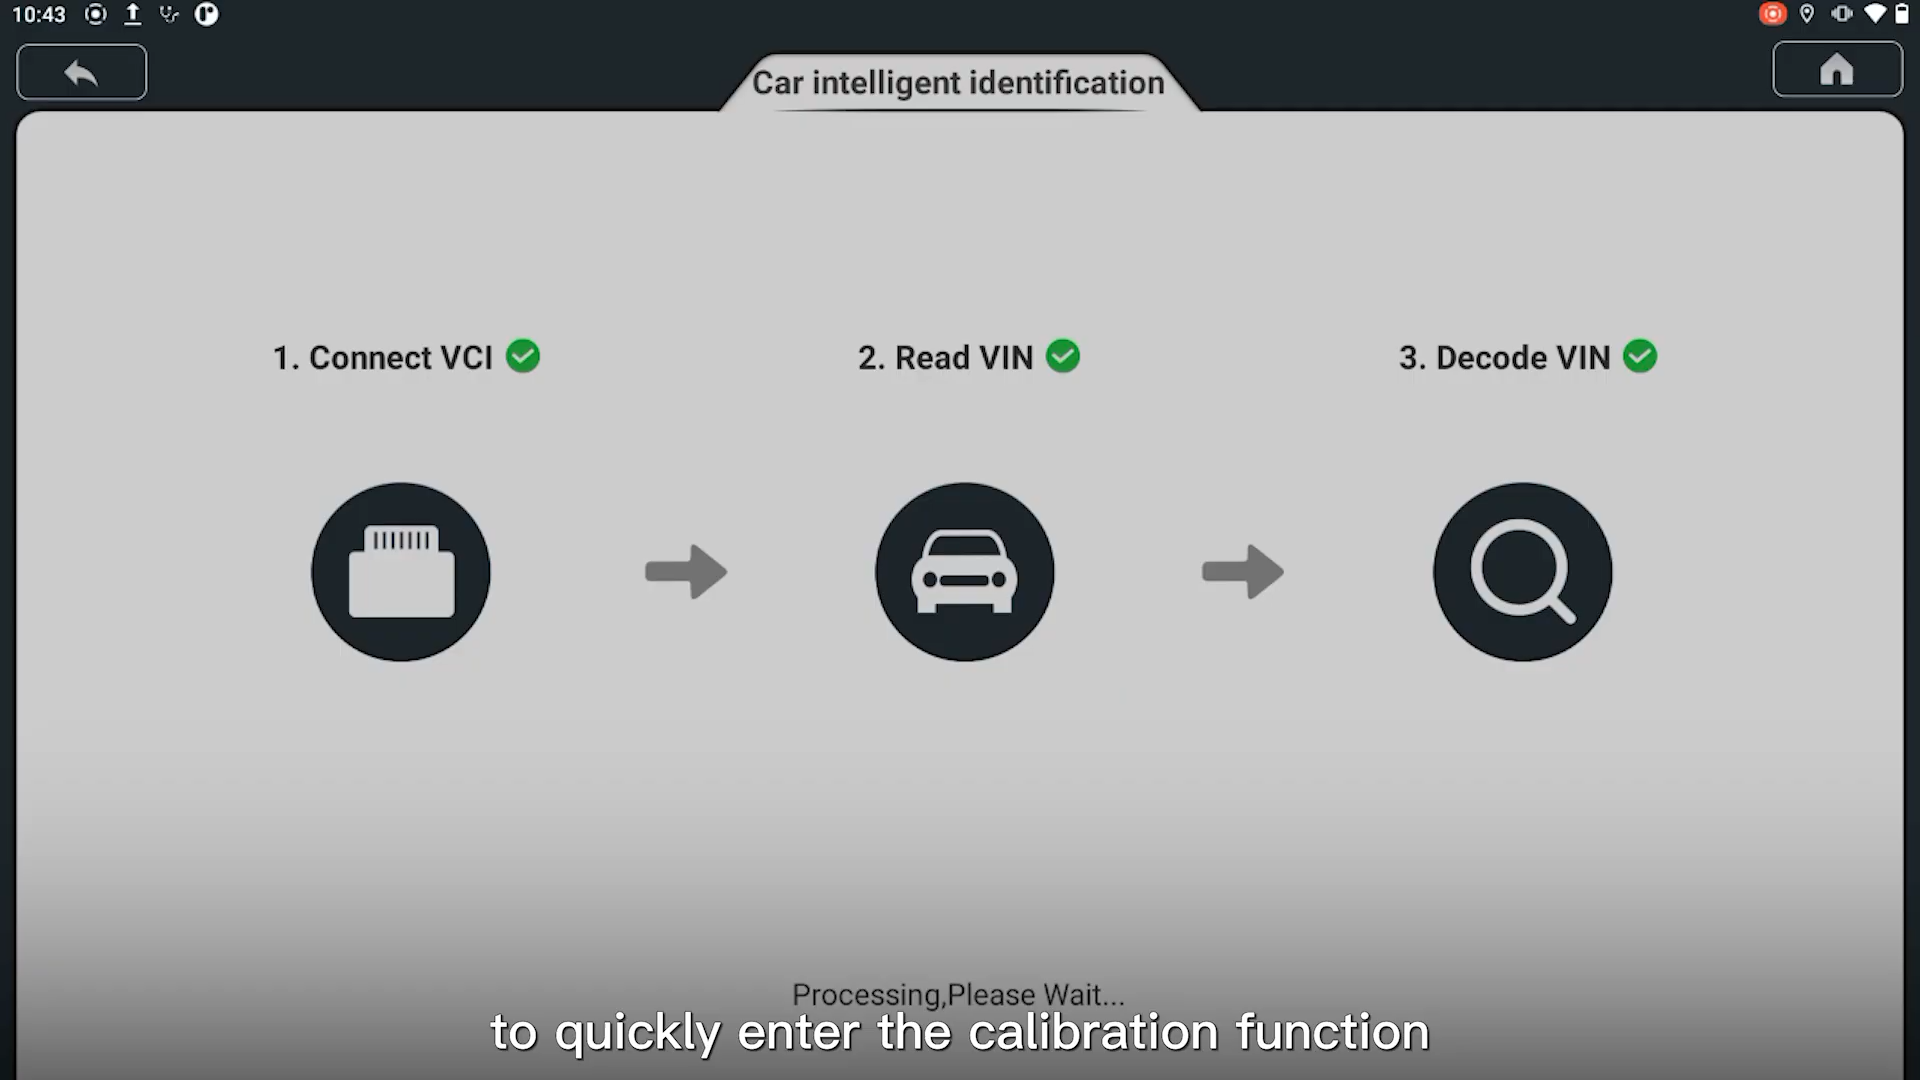 10:43
Car intelligent identification
1. Connect VCI
2. Read VIN
3. Decode VIN
Processing,Please Wait...
to quickly enter the calibration function